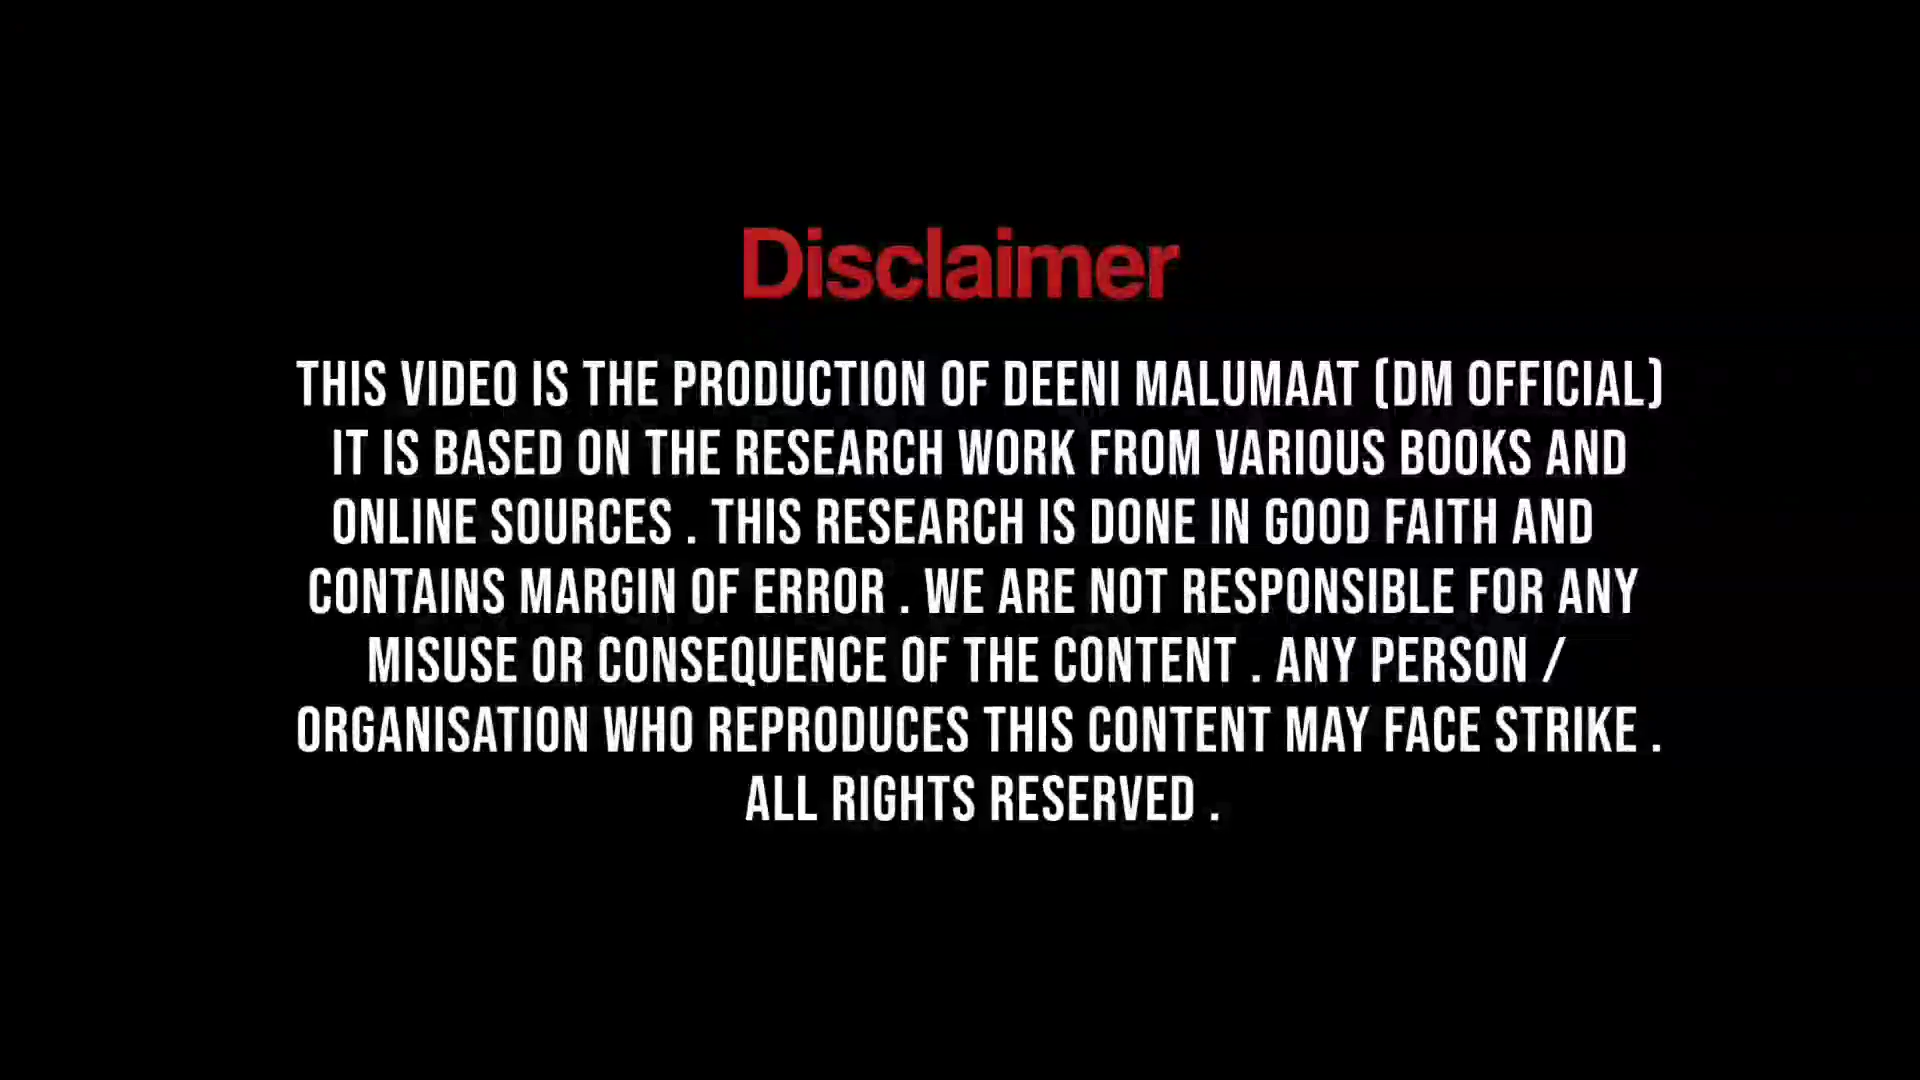 Disclaimer
THIS VIDEO IS THE PRODUCTION OF DEENI MALUMAAT (DM OFFICIAL)
IT IS BASED ON THE RESEARCH WORK FROM VARIOUS BOOKS AND
ONLINE SOURCES . THIS RESEARCH IS DONE IN GOOD FAITH AND
CONTAINS MARGIN OF ERROR . WE ARE NOT RESPONSIBLE FOR ANY
MISUSE OR CONSEQUENCE OF THE CONTENT . ANY PERSON /
ORGANISATION WHO REPRODUCES THIS CONTENT MAY FACE STRIKE .
ALL RIGHTS RESERVED .